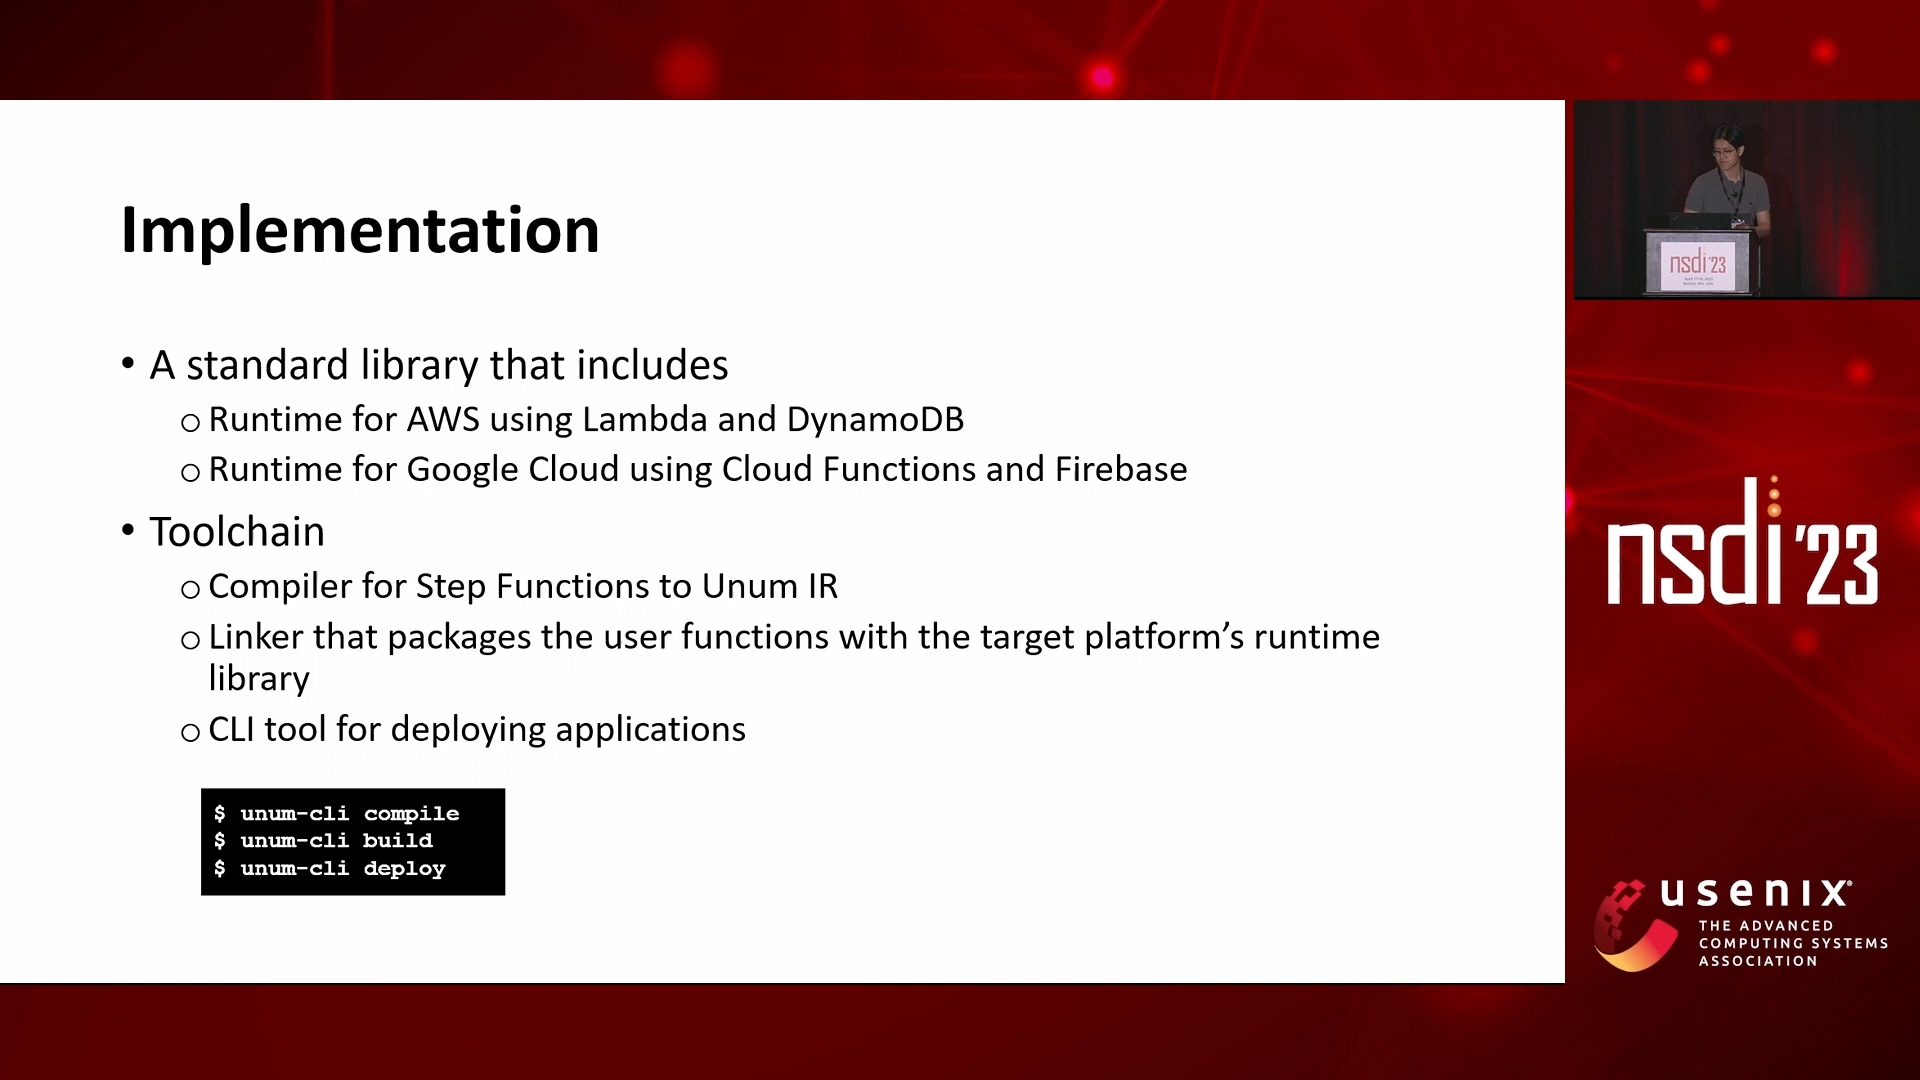 Implementation
• A standard library that includes
○ Runtime for AWS using Lambda and DynamoDB
○ Runtime for Google Cloud using Cloud Functions and Firebase
• Toolchain
○ Compiler for Step Functions to Unum IR
○ Linker that packages the user functions with the target platform’s runtime
library
○ CLI tool for deploying applications
$ unum-cli compile
$ unum-cli build
$ unum-cli deploy
nsdi '23
nsdi '23
usenix®
THE ADVANCED
COMPUTING SYSTEMS
ASSOCIATION